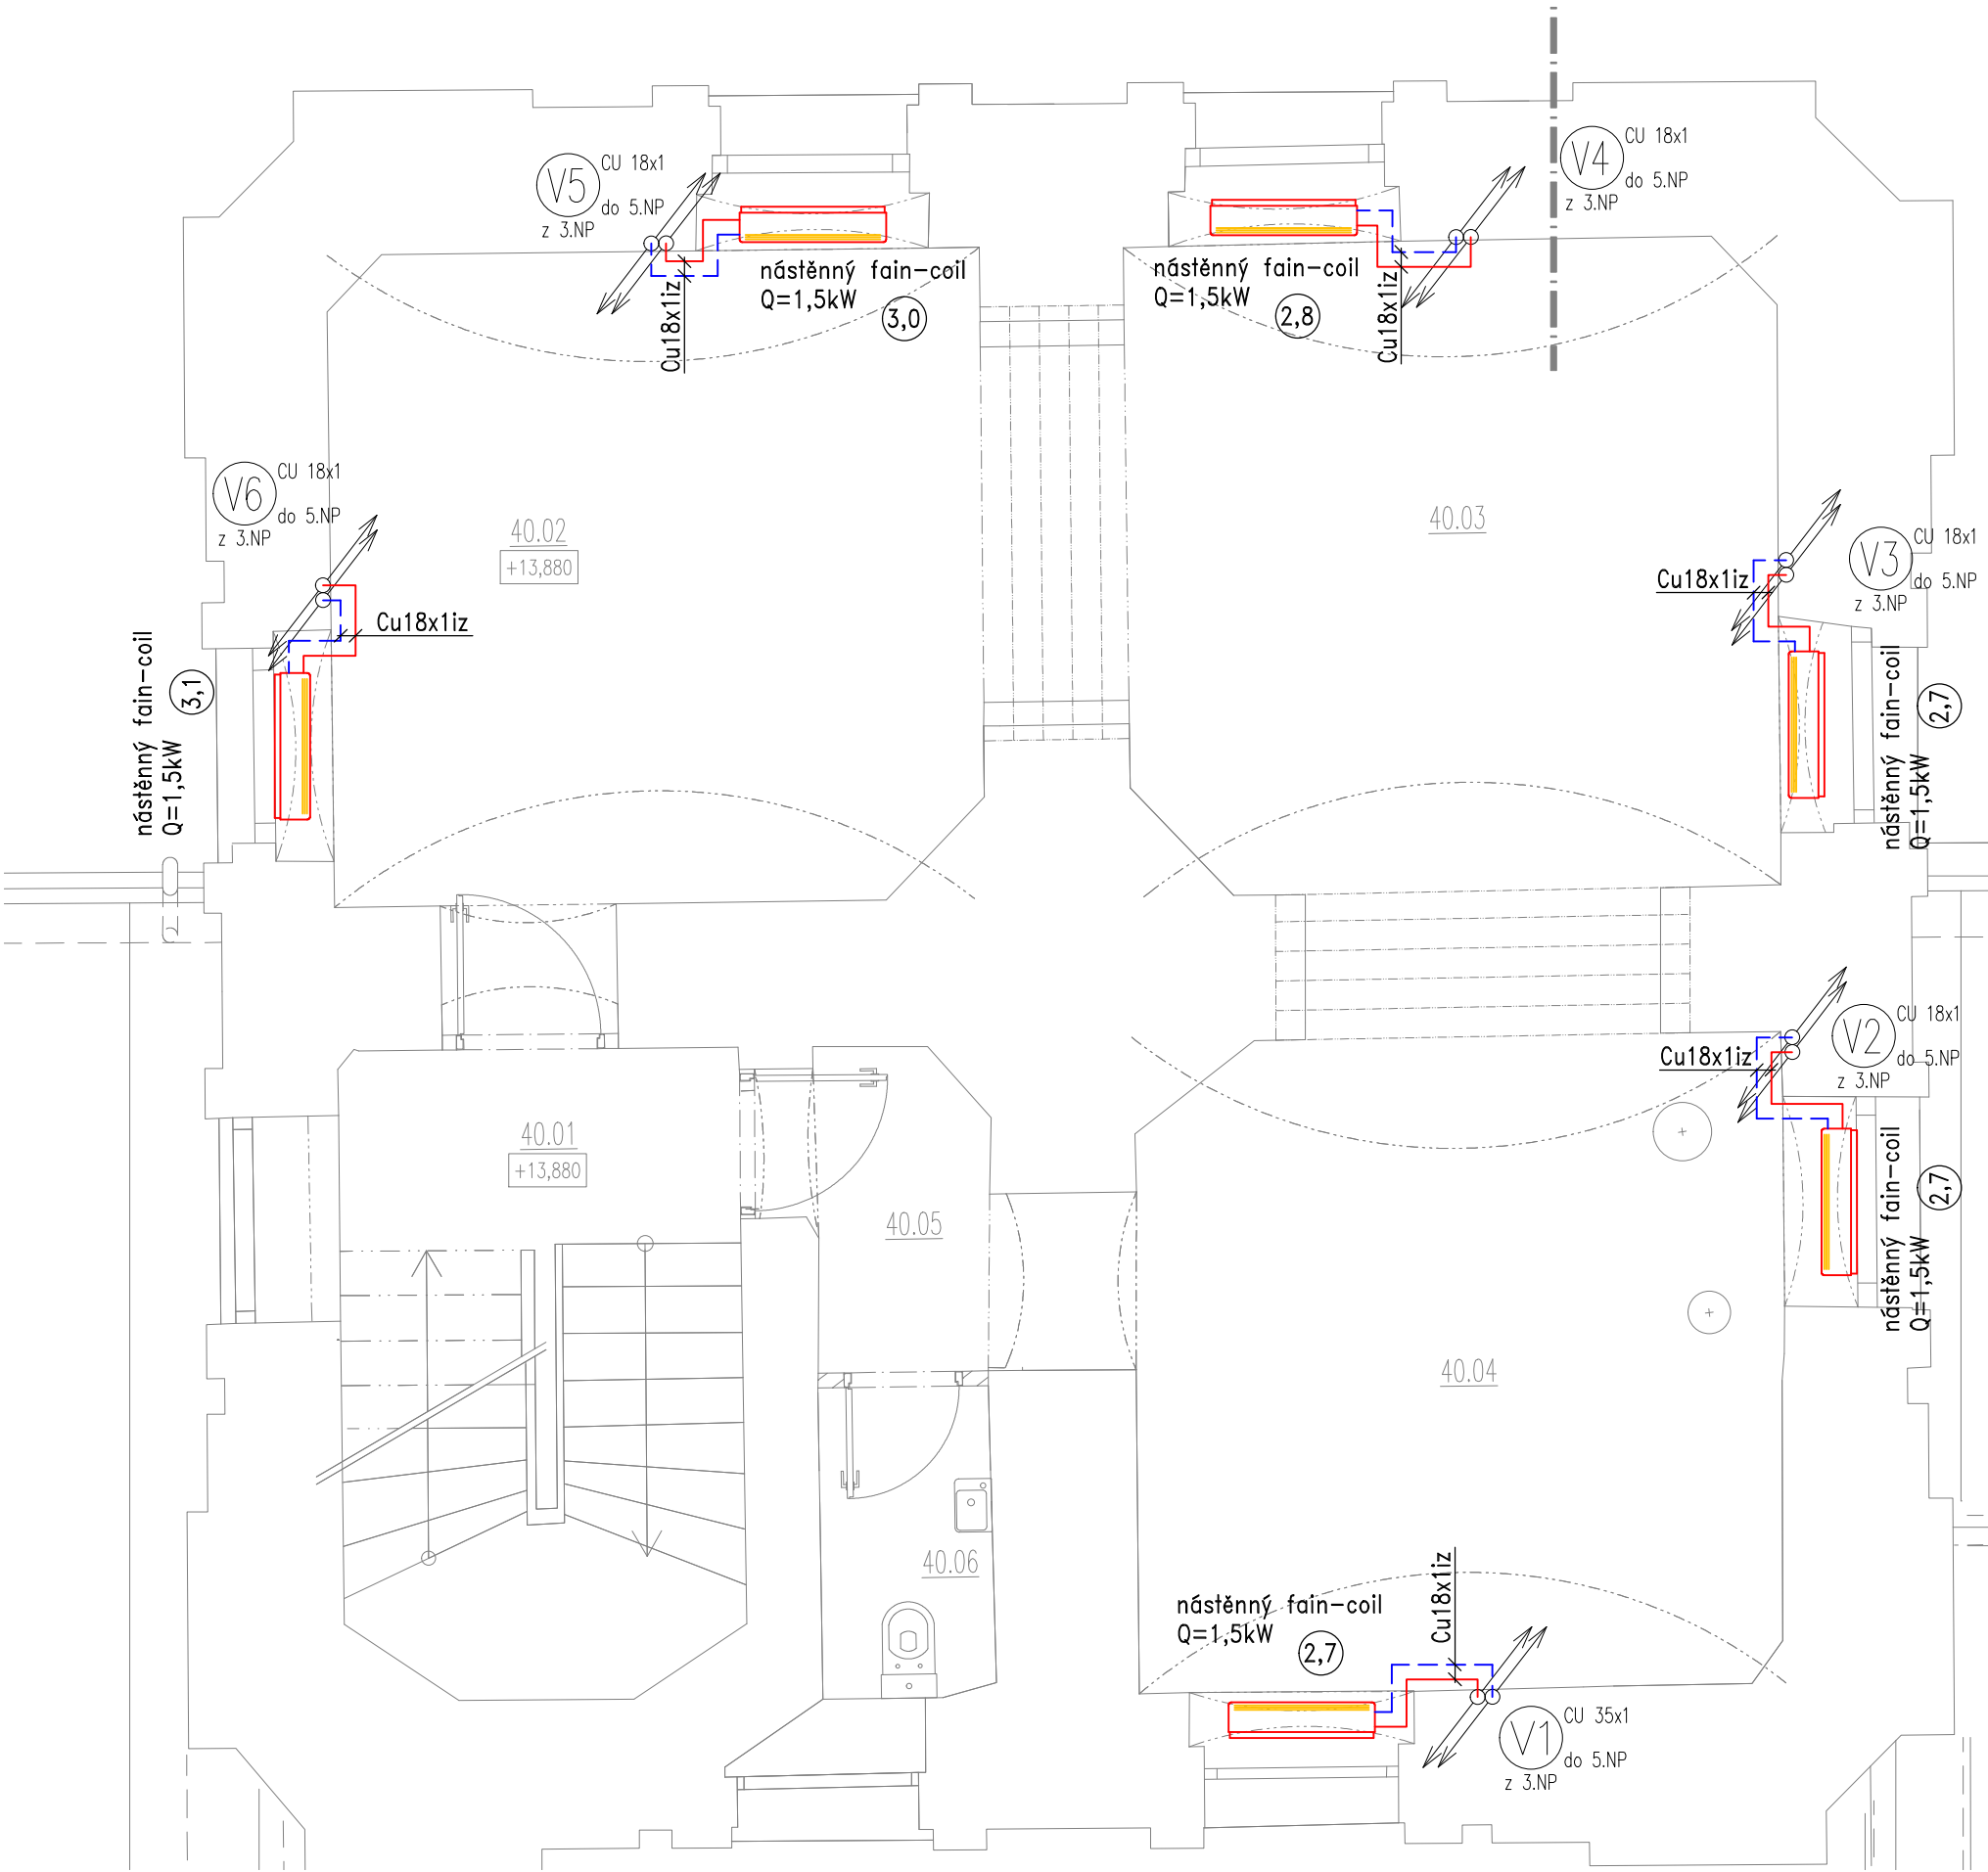 V5
CU 18x1
do 5.NP
z 3.NP
V4
CU 18x1
do 5.NP
z 3.NP
nástěnný fain-coil
Q=1,5kW
3,0
Cu18x1iz
nástěnný fain-coil
Q=1,5kW
2,8
Cu18x1iz
V6
CU 18x1
do 5.NP
z 3.NP
40.02
+13,880
40.03
V3
CU 18x1
do 5.NP
z 3.NP
Cu18x1iz
Cu18x1iz
nástěnný fain-coil
Q=1,5kW
3,1
nástěnný fain-coil
Q=1,5kW
2,7
V2
CU 18x1
do 5.NP
z 3.NP
Cu18x1iz
40.01
+13,880
40.05
nástěnný fain-coil
Q=1,5kW
2,7
40.04
40.06
nástěnný fain-coil
Q=1,5kW
2,7
Cu18x1iz
V1
CU 35x1
do 5.NP
z 3.NP